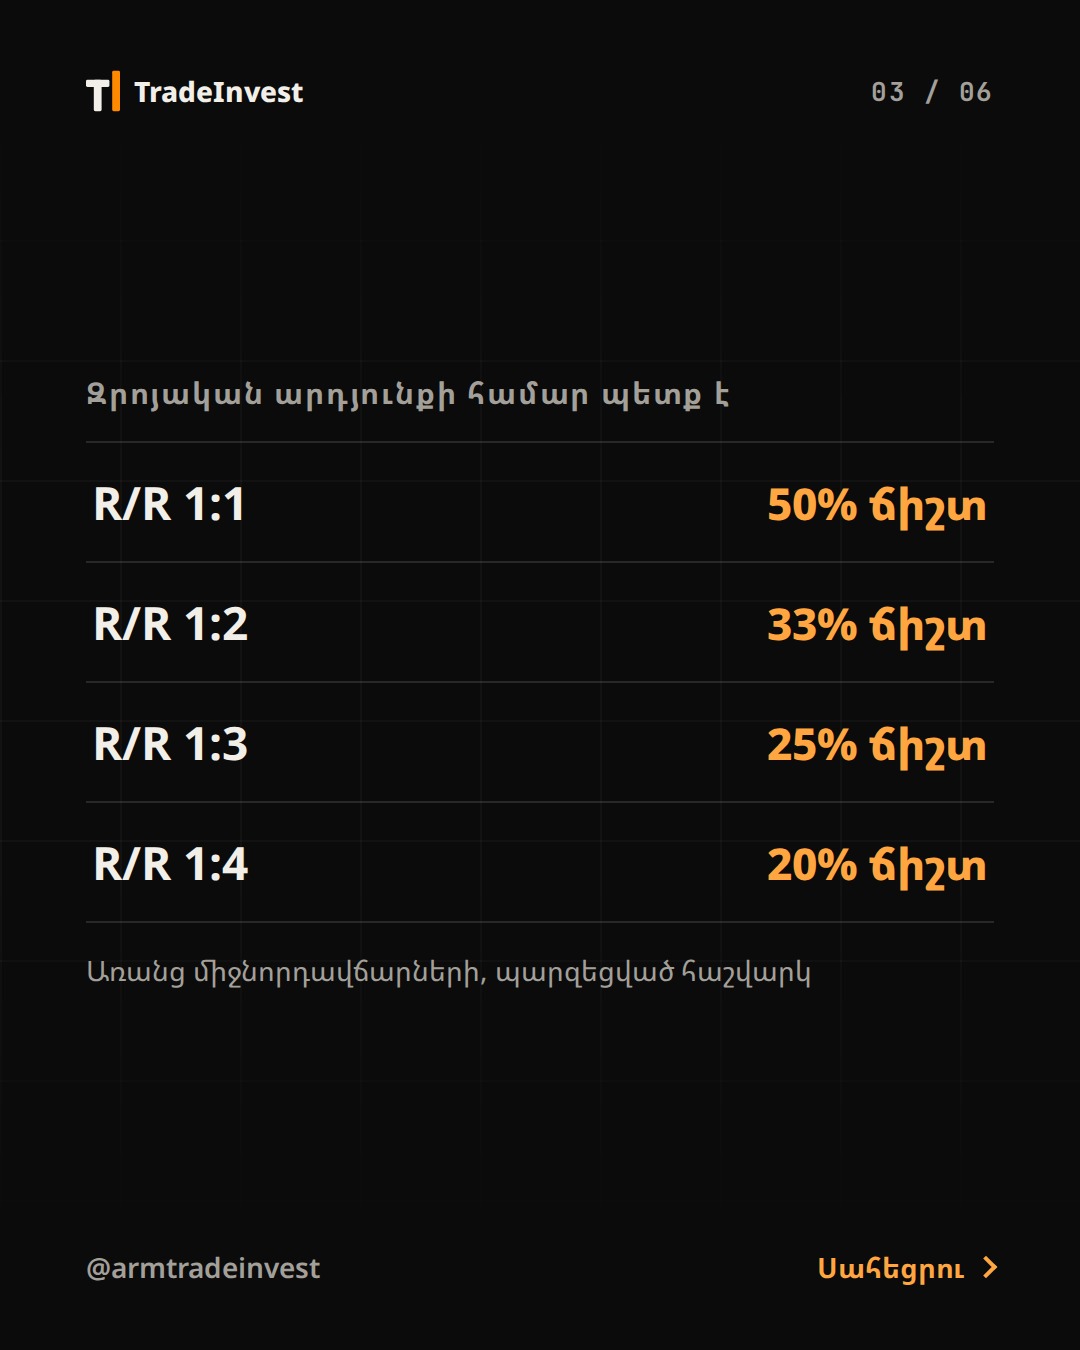 TradeInvest
03 / 06
Զրոյական արդյունքի համար պետք է
R/R 1:1 50% ճիշտ
R/R 1:2 33% ճիշտ
R/R 1:3 25% ճիշտ
R/R 1:4 20% ճիշտ
Առանց միջնորդավճարների, պարզեցված հաշվարկ
@armtradeinvest
Սահեցրու